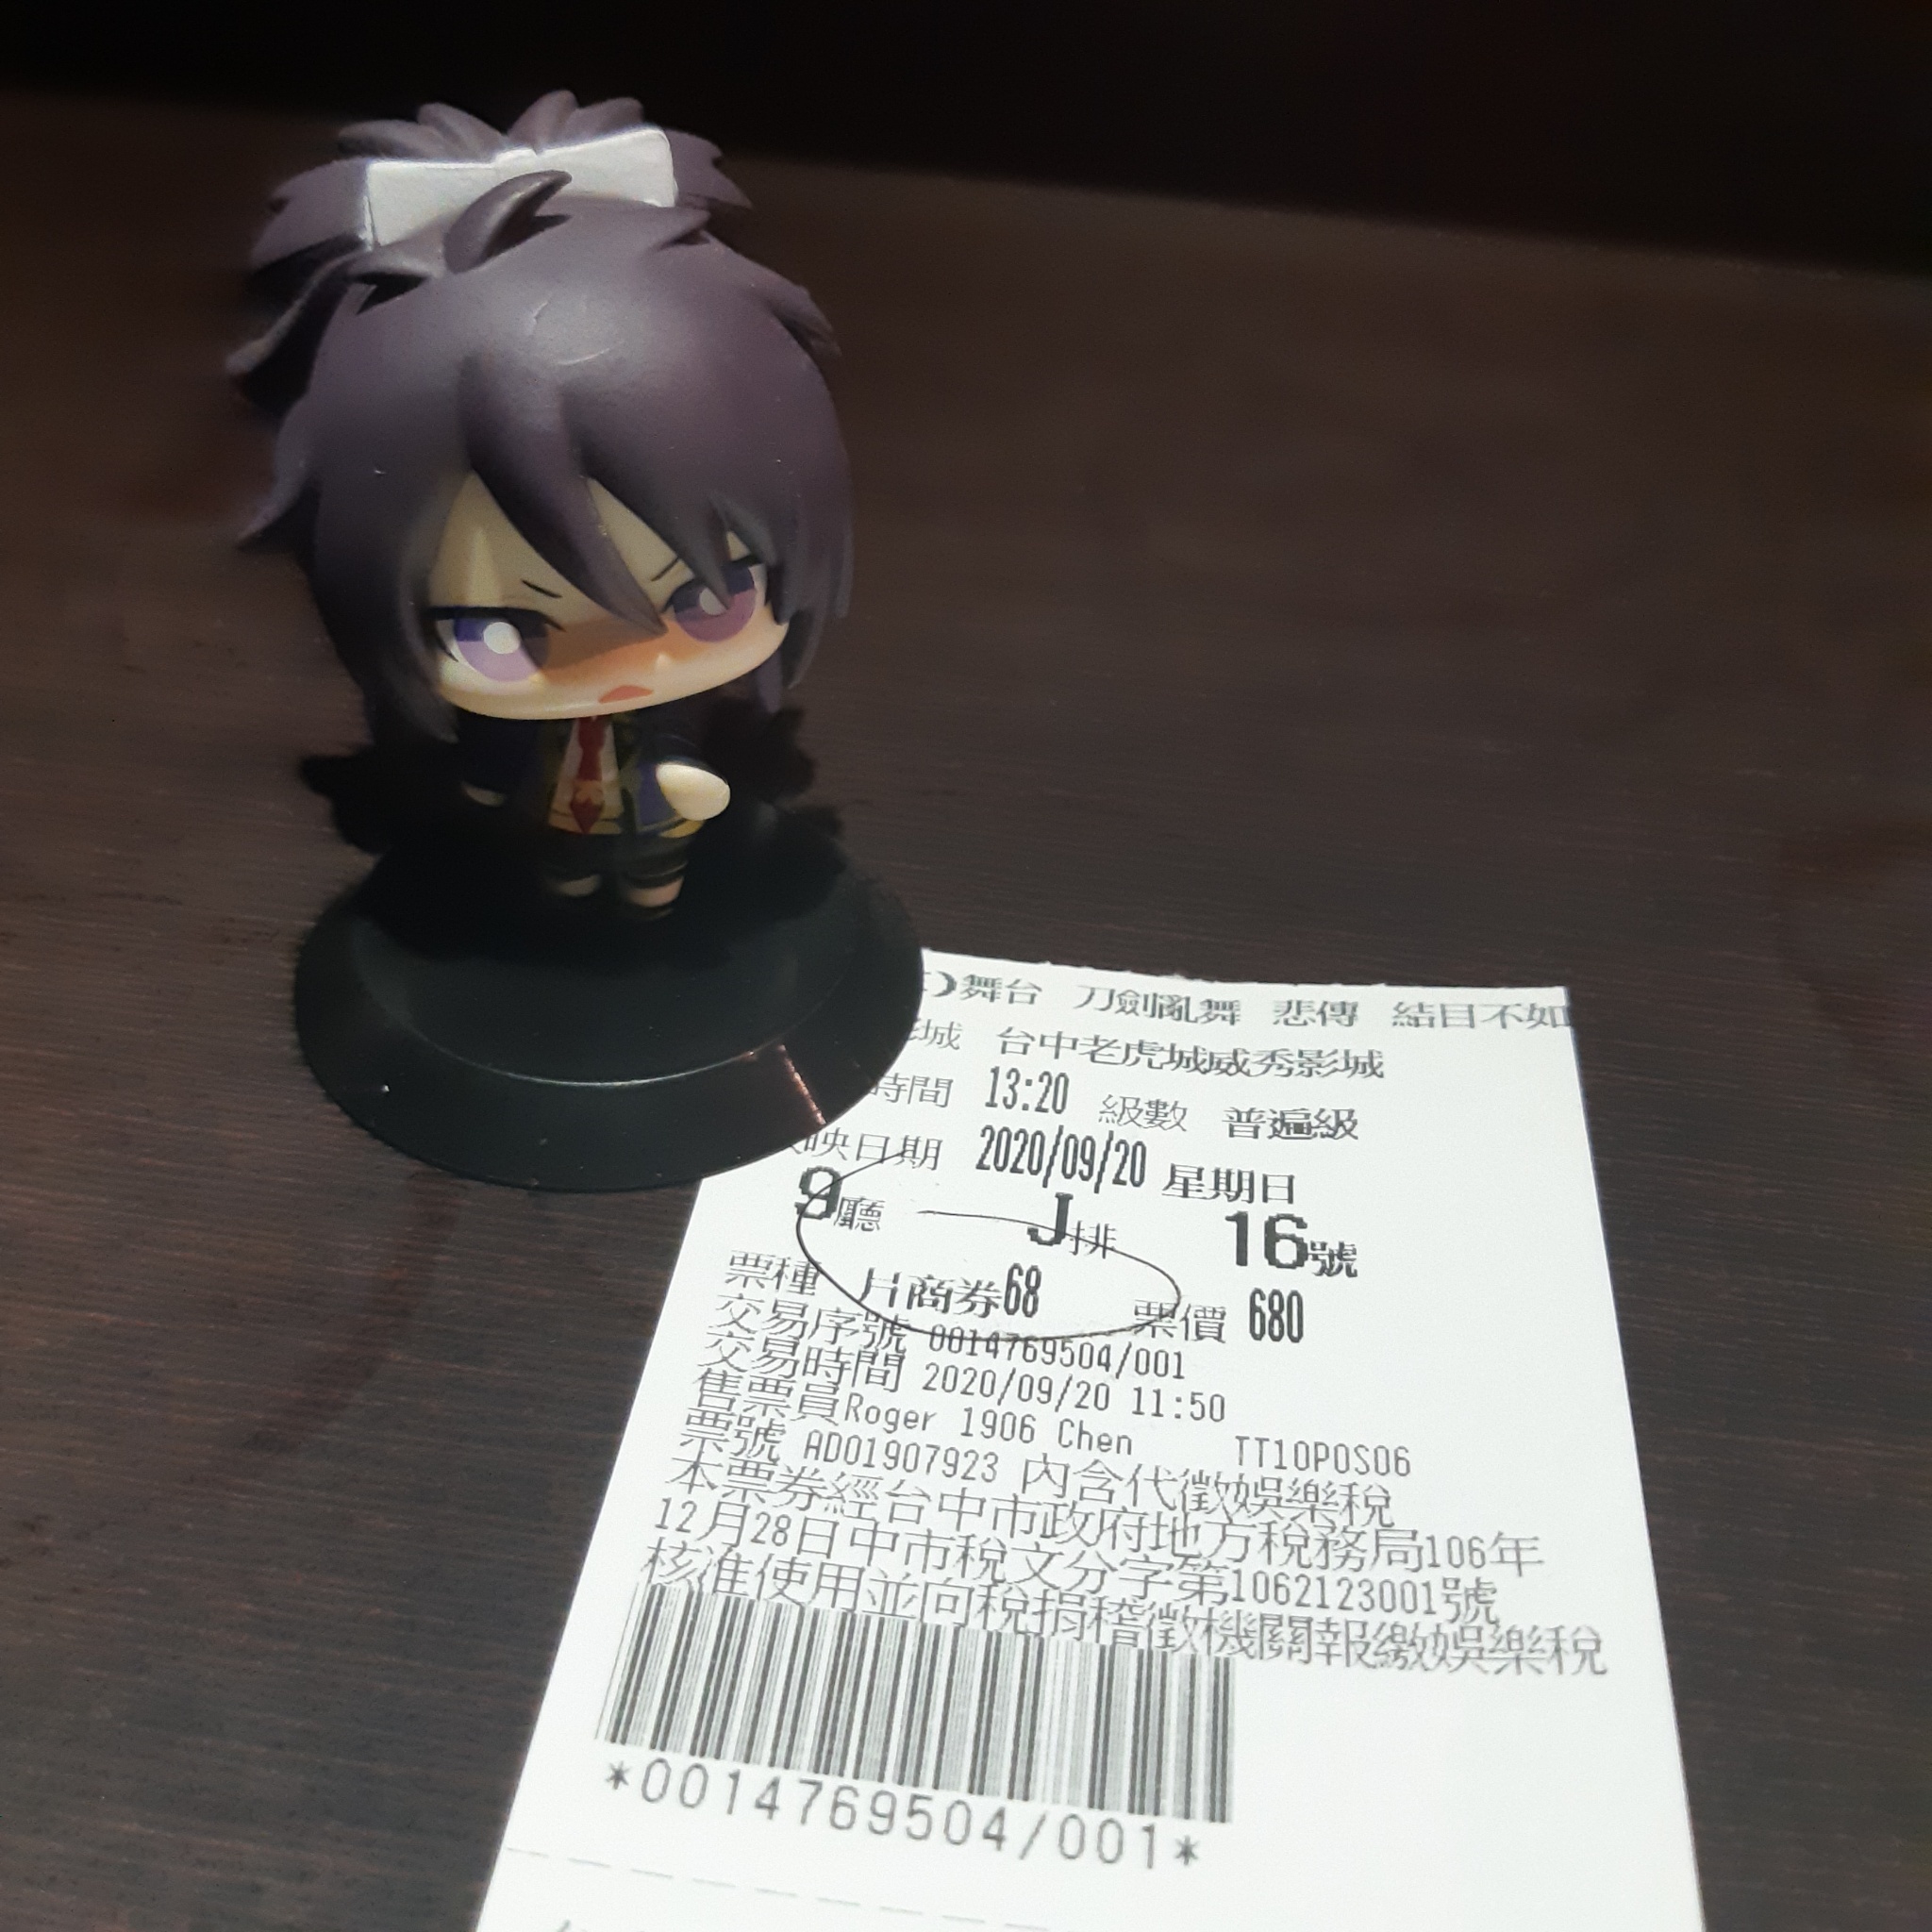 )舞台 刀劍亂舞 悲傳 結目不如
影城 台中老虎城威秀影城
時間 13:20 級數 普遍級
映日期 2020/09/20 星期日
9廳 J排 16號
票種 片商券68 票價 680
交易序號 0014769504/001
交易時間 2020/09/20 11:50
售票員Roger 1906 Chen TT10POS06
票號 AD01907923 內含代徵娛樂稅
本票券經台中市政府地方稅務局106年
12月28日中市稅文分字第1062123001號
核准使用並向稅捐稽徵機關報繳娛樂稅
*0014769504/001*